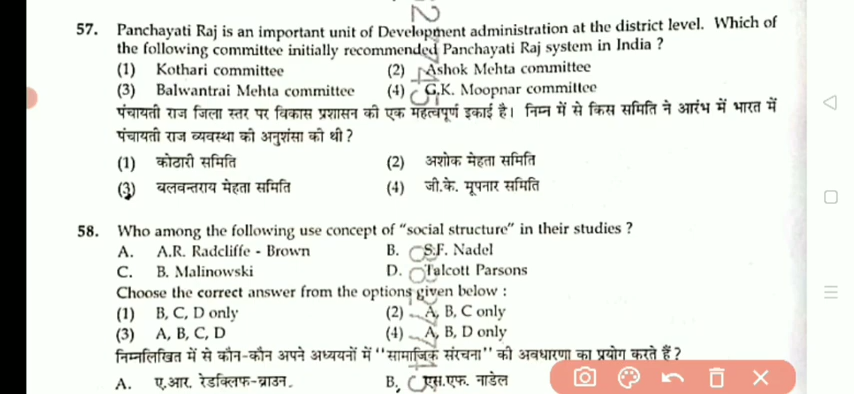 57. Panchayati Raj is an important unit of Development administration at the district level. Which of
the following committee initially recommended Panchayati Raj system in India ?
(1) Kothari committee (2) Ashok Mehta committee
(3) Balwantrai Mehta committee (4) G.K. Moopnar committee
पंचायती राज जिला स्तर पर विकास प्रशासन की एक महत्वपूर्ण इकाई है। निम्न में से किस समिति ने आरंभ में भारत में
पंचायती राज व्यवस्था की अनुशंसा की थी ?
(1) कोठारी समिति (2) अशोक मेहता समिति
(3) बलवन्तराय मेहता समिति (4) जी.के. मूपनार समिति
58. Who among the following use concept of "social structure" in their studies ?
A. A.R. Radcliffe - Brown B. S.F. Nadel
C. B. Malinowski D. Talcott Parsons
Choose the correct answer from the options given below :
(1) B, C, D only (2) A, B, C only
(3) A, B, C, D (4) A, B, D only
निम्नलिखित में से कौन-कौन अपने अध्ययनों में ''सामाजिक संरचना'' की अवधारणा का प्रयोग करते हैं ?
A. ए.आर. रेडक्लिफ-ब्राउन B. एस.एफ. नाडेल